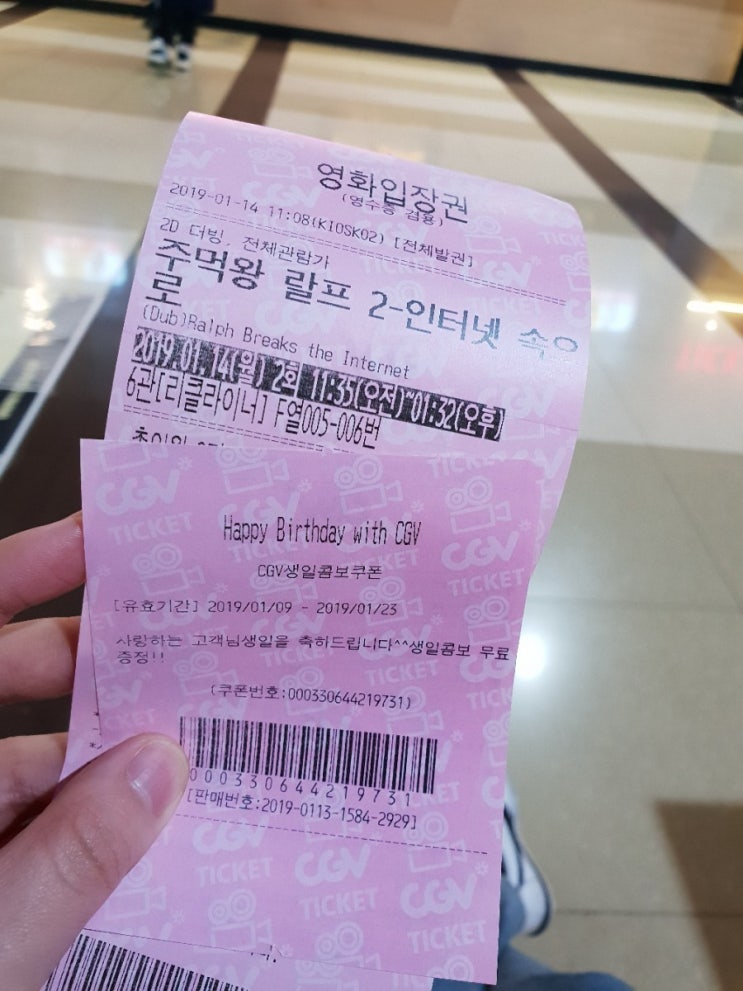 영화입장권
(영수증 겸용)
2019-01-14 11:08(KIOSK02) [전체발권]
2D 더빙, 전체관람가
주먹왕 랄프 2-인터넷 속으
로
(Dub)Ralph Breaks the Internet
2019.01.14(월) 2회 11:35(오전)~01:32(오후)
6관[리클라이너] F열005-006번
Happy Birthday with CGV
CGV생일콤보쿠폰
[유효기간] 2019/01/09 - 2019/01/23
사랑하는 고객님생일을 축하드립니다^^생일콤보 무료
증정!!
(쿠폰번호:000330644219731)
000330644219731
[판매번호:2019-0113-1584-2929]
CGV
TICKET